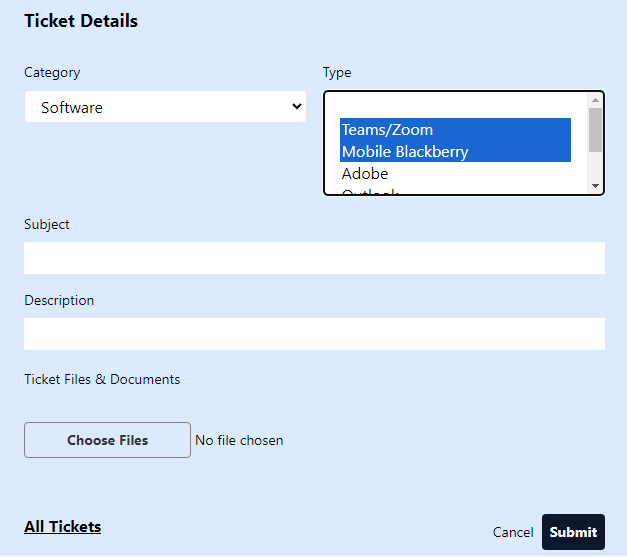 Ticket Details
Category
Type
Software
Teams/Zoom
Mobile Blackberry
Adobe
Outlook
Subject
Description
Ticket Files & Documents
Choose Files No file chosen
All Tickets
Cancel Submit